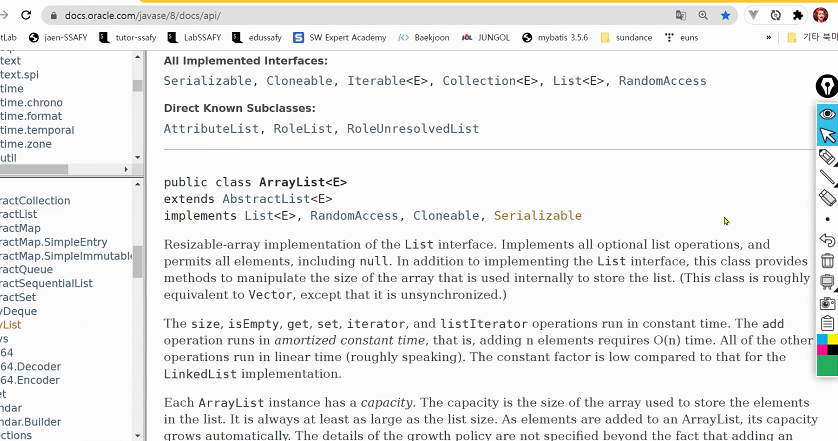 docs.oracle.com/javase/8/docs/api/
tLab jaen-SSAFY tutor-ssafy LabSSAFY edussafy SW Expert Academy Baekjoon JUNGOL mybatis 3.5.6 sundance euns » 기타 북마
text
text.spi
time
time.chrono
time.format
time.temporal
time.zone
util
ractCollection
ractList
ractMap
ractMap.SimpleEntry
ractMap.SimpleImmutable
ractQueue
ractSequentialList
ractSet
yDeque
yList
ys
64
64.Decoder
64.Encoder
et
ndar
ndar.Builder
ections
All Implemented Interfaces:
Serializable, Cloneable, Iterable<E>, Collection<E>, List<E>, RandomAccess
Direct Known Subclasses:
AttributeList, RoleList, RoleUnresolvedList
public class ArrayList<E>
extends AbstractList<E>
implements List<E>, RandomAccess, Cloneable, Serializable
Resizable-array implementation of the List interface. Implements all optional list operations, and
permits all elements, including null. In addition to implementing the List interface, this class provides
methods to manipulate the size of the array that is used internally to store the list. (This class is roughly
equivalent to Vector, except that it is unsynchronized.)
The size, isEmpty, get, set, iterator, and listIterator operations run in constant time. The add
operation runs in amortized constant time, that is, adding n elements requires O(n) time. All of the other
operations run in linear time (roughly speaking). The constant factor is low compared to that for the
LinkedList implementation.
Each ArrayList instance has a capacity. The capacity is the size of the array used to store the elements
in the list. It is always at least as large as the list size. As elements are added to an ArrayList, its capacity
grows automatically. The details of the growth policy are not specified beyond the fact that adding an